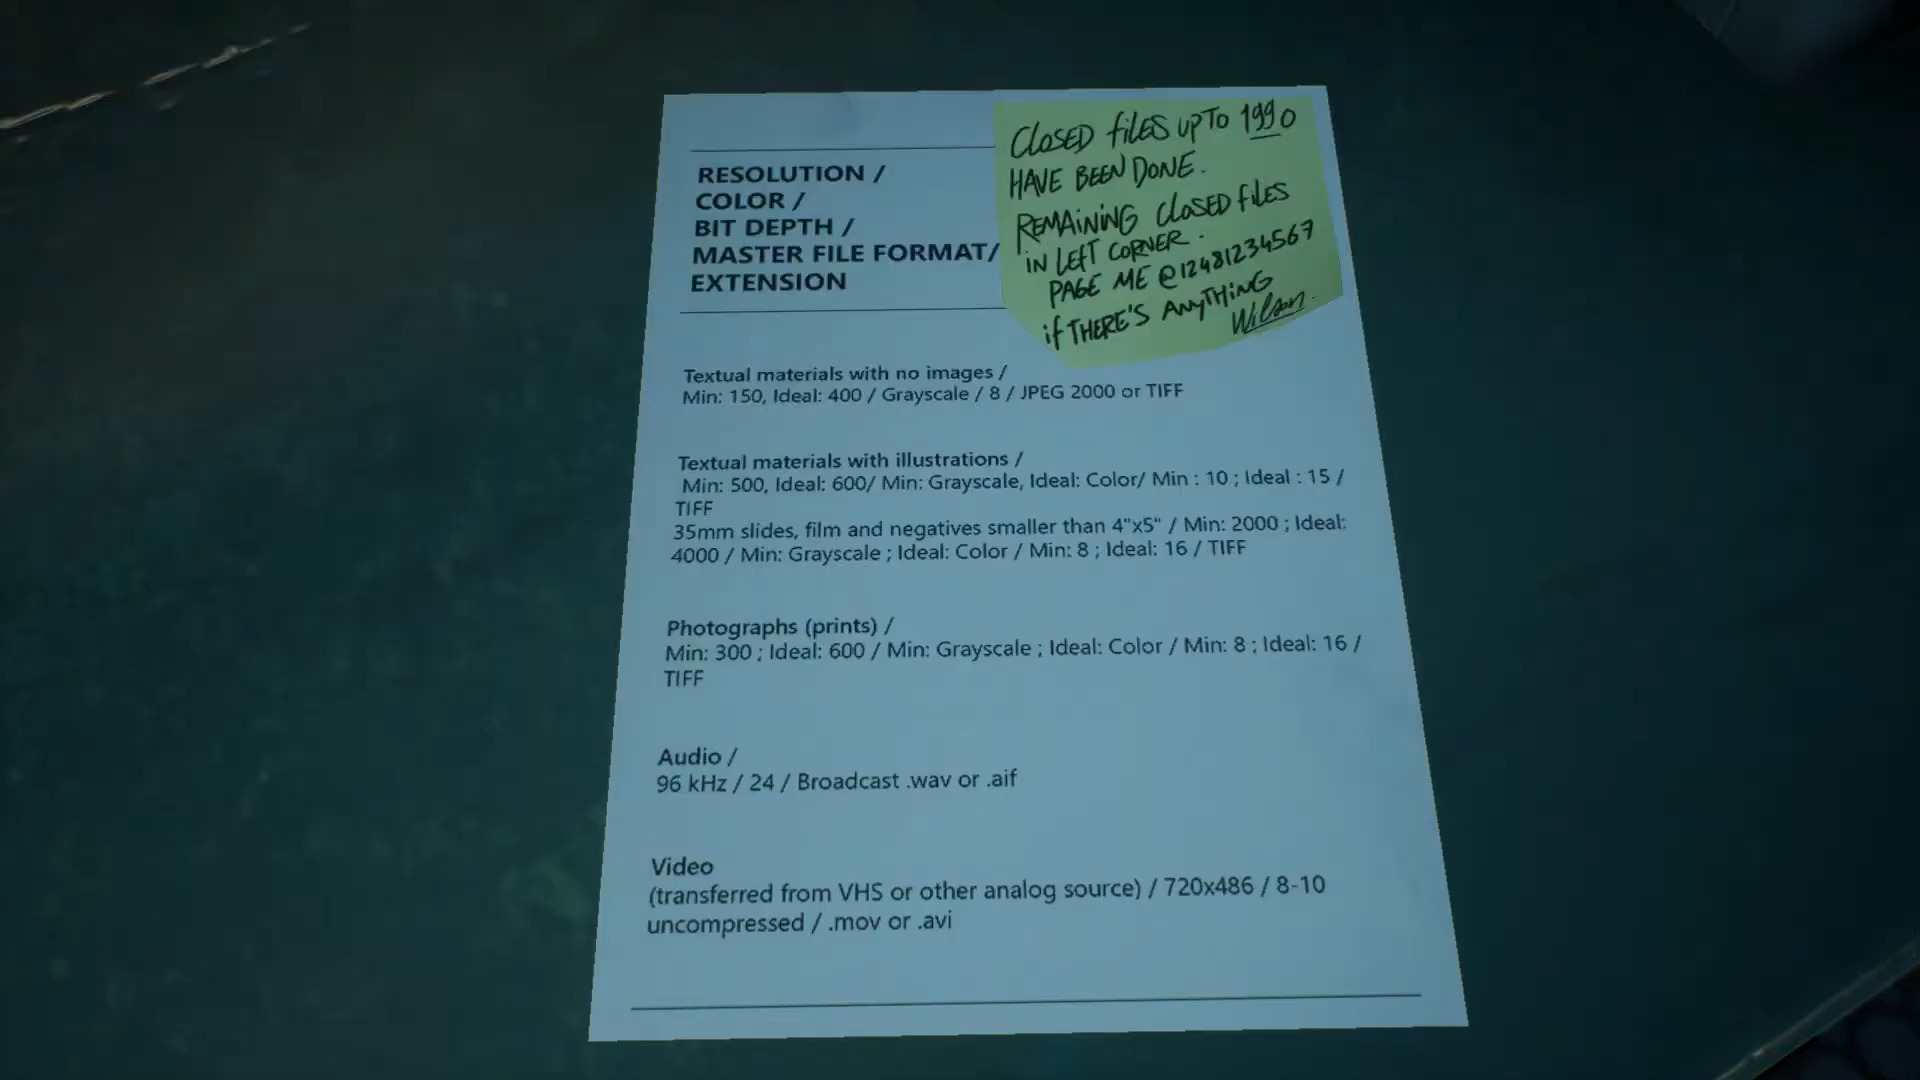 RESOLUTION /
COLOR /
BIT DEPTH /
MASTER FILE FORMAT/
EXTENSION
CLOSED FILES UP TO 1990
HAVE BEEN DONE.
REMAINING CLOSED FILES
IN LEFT CORNER.
PAGE ME @12481234567
if THERE'S ANYTHING
Wilson.
Textual materials with no images /
Min: 150, Ideal: 400 / Grayscale / 8 / JPEG 2000 or TIFF
Textual materials with illustrations /
Min: 500, Ideal: 600/ Min: Grayscale, Ideal: Color/ Min : 10 ; Ideal : 15 /
TIFF
35mm slides, film and negatives smaller than 4"x5" / Min: 2000 ; Ideal:
4000 / Min: Grayscale ; Ideal: Color / Min: 8 ; Ideal: 16 / TIFF
Photographs (prints) /
Min: 300 ; Ideal: 600 / Min: Grayscale ; Ideal: Color / Min: 8 ; Ideal: 16 /
TIFF
Audio /
96 kHz / 24 / Broadcast .wav or .aif
Video
(transferred from VHS or other analog source) / 720x486 / 8-10
uncompressed / .mov or .avi